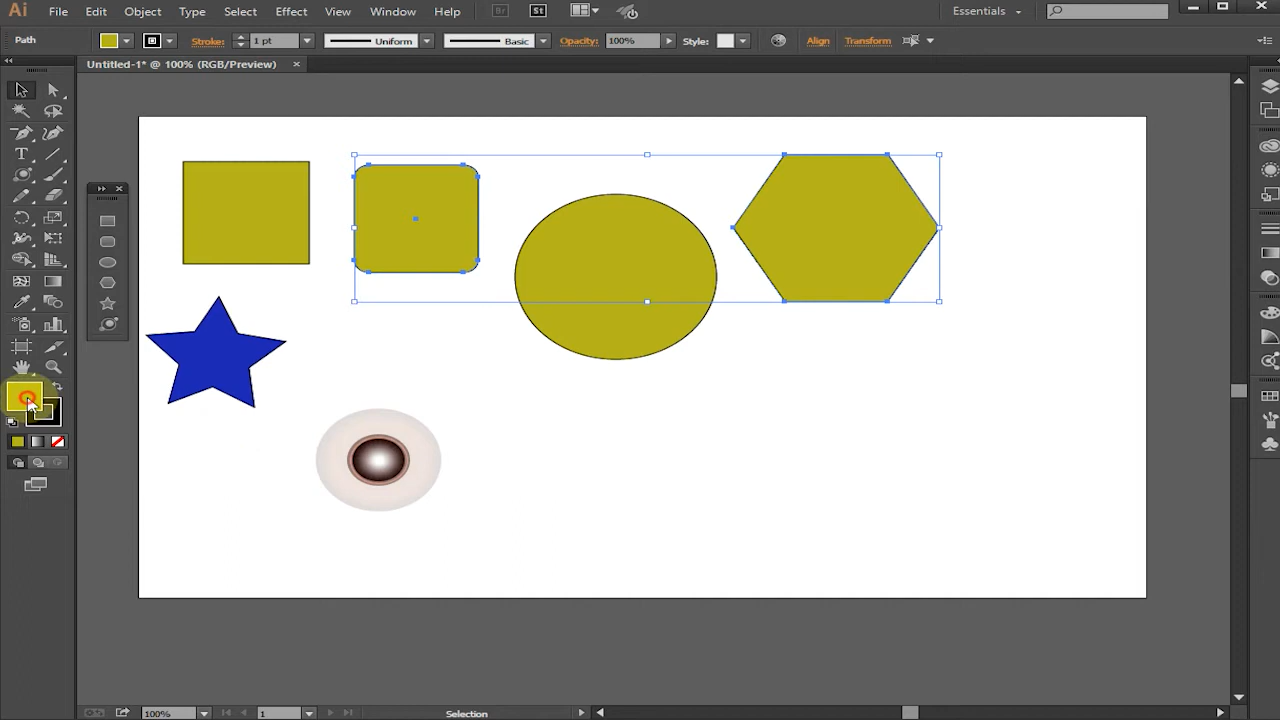 Ai File Edit Object Type Select Effect View Window Help Br St Essentials
Path Stroke: 1 pt Uniform Basic Opacity: 100% Style: Align Transform
Untitled-1* @ 100% (RGB/Preview) ×
T
100% 1 Selection